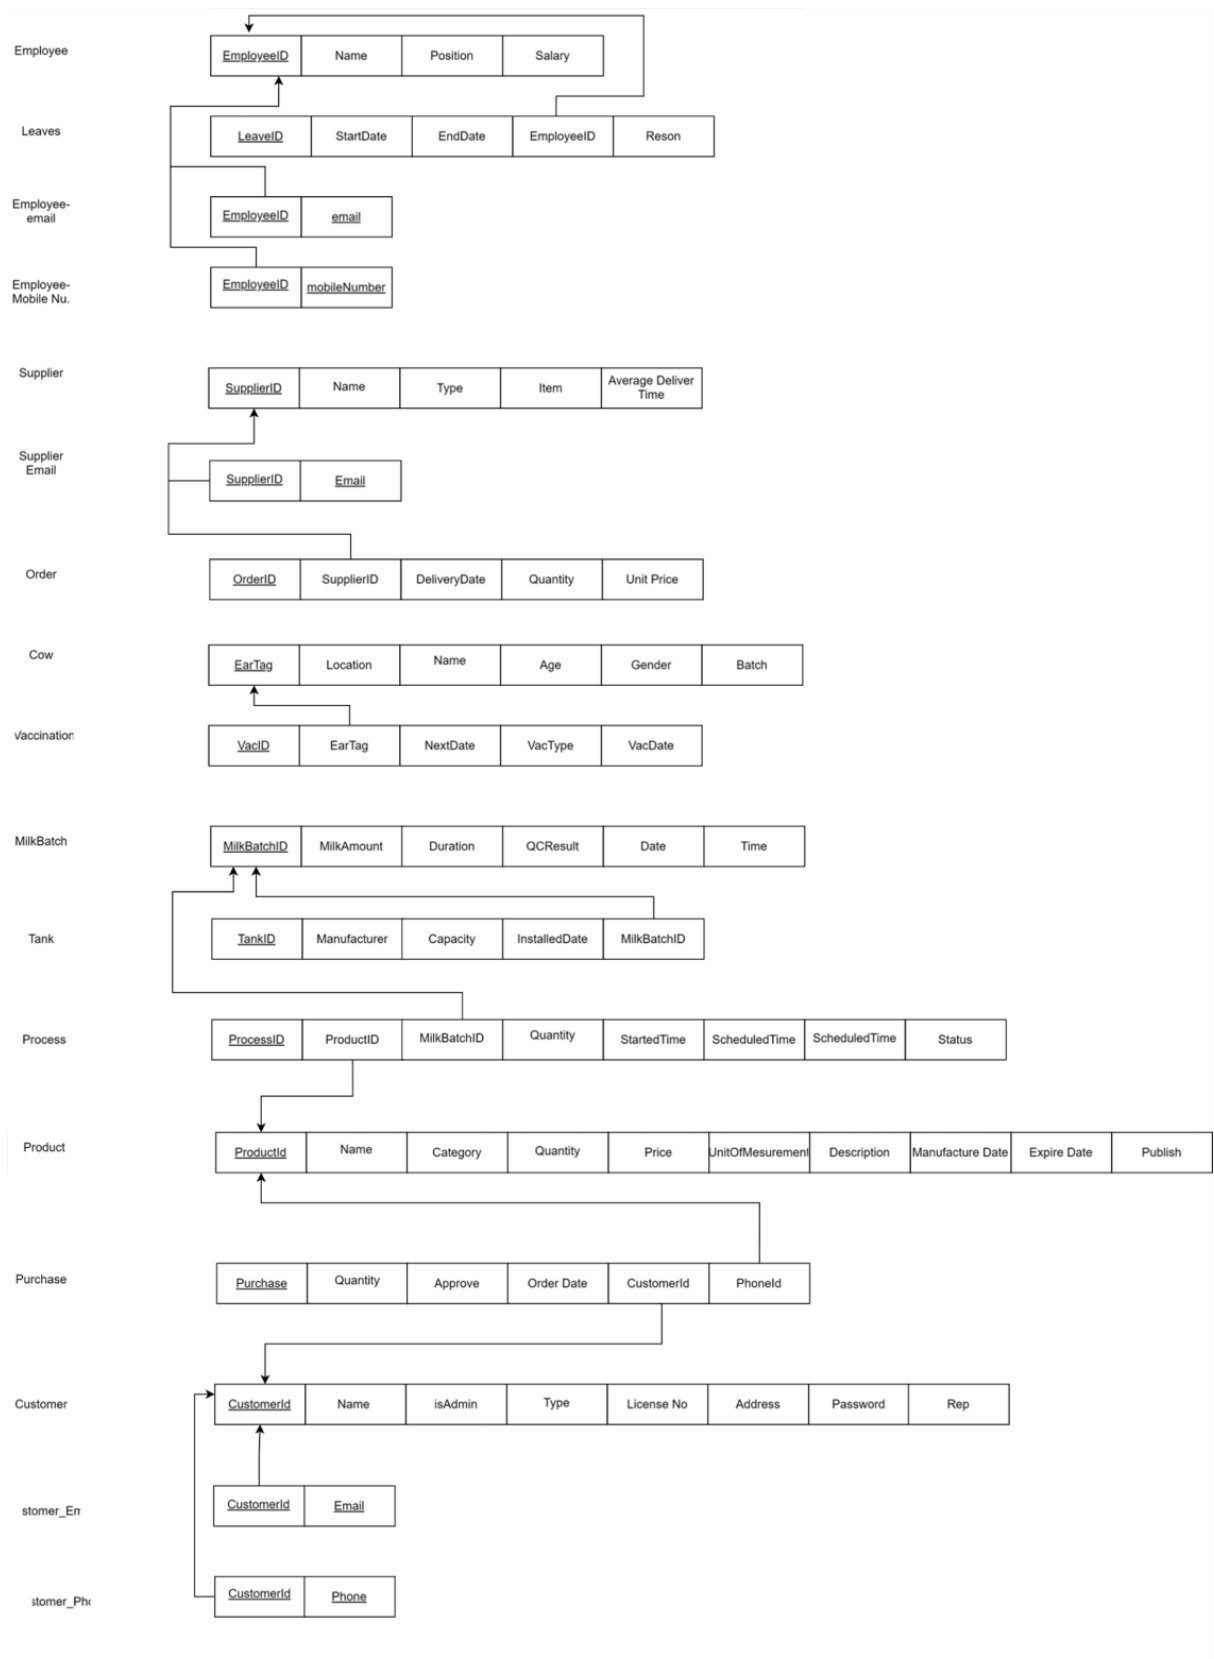 Employee
EmployeeID Name Position Salary
Leaves
LeaveID StartDate EndDate EmployeeID Reson
Employee-
email
EmployeeID email
Employee-
Mobile Nu.
EmployeeID mobileNumber
Supplier
SupplierID Name Type Item Average Deliver
Time
Supplier
Email
SupplierID Email
Order
OrderID SupplierID DeliveryDate Quantity Unit Price
Cow
EarTag Location Name Age Gender Batch
Vaccination
VacID EarTag NextDate VacType VacDate
MilkBatch
MilkBatchID MilkAmount Duration QCResult Date Time
Tank
TankID Manufacturer Capacity InstalledDate MilkBatchID
Process
ProcessID ProductID MilkBatchID Quantity StartedTime ScheduledTime ScheduledTime Status
Product
ProductId Name Category Quantity Price UnitOfMesurement Description Manufacture Date Expire Date Publish
Purchase
Purchase Quantity Approve Order Date CustomerId PhoneId
Customer
CustomerId Name isAdmin Type License No Address Password Rep
stomer_Em
CustomerId Email
stomer_Pho
CustomerId Phone